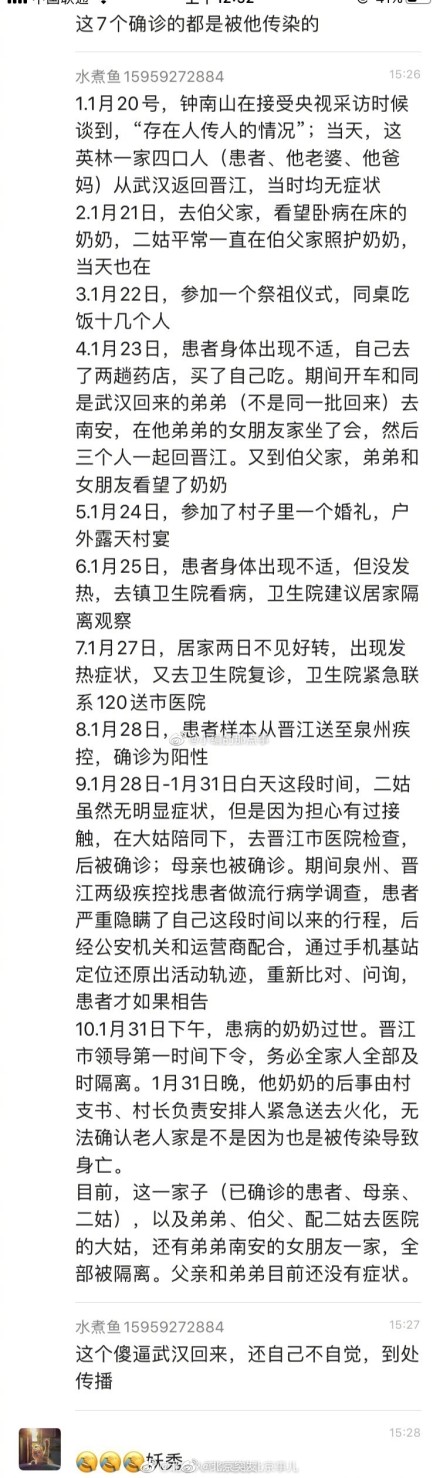 这7个确诊的都是被他传染的
水煮鱼15959272884
15:26
1.1月20号，钟南山在接受央视采访时候
谈到，“存在人传人的情况”；当天，这
英林一家四口人（患者、他老婆、他爸
妈）从武汉返回晋江，当时均无症状
2.1月21日，去伯父家，看望卧病在床的
奶奶，二姑平常一直在伯父家照护奶奶，
当天也在
3.1月22日，参加一个祭祖仪式，同桌吃
饭十几个人
4.1月23日，患者身体出现不适，自己去
了两趟药店，买了自己吃。期间开车和同
是武汉回来的弟弟（不是同一批回来）去
南安，在他弟弟的女朋友家坐了会，然后
三个人一起回晋江。又到伯父家，弟弟和
女朋友看望了奶奶
5.1月24日，参加了村子里一个婚礼，户
外露天村宴
6.1月25日，患者身体出现不适，但没发
热，去镇卫生院看病，卫生院建议居家隔
离观察
7.1月27日，居家两日不见好转，出现发
热症状，又去卫生院复诊，卫生院紧急联
系120送市医院
8.1月28日，患者样本从晋江送至泉州疾
控，确诊为阳性
9.1月28日-1月31日白天这段时间，二姑
虽然无明显症状，但是因为担心有过接
触，在大姑陪同下，去晋江市医院检查，
后被确诊；母亲也被确诊。期间泉州、晋
江两级疾控找患者做流行病学调查，患者
严重隐瞒了自己这段时间以来的行程，后
经公安机关和运营商配合，通过手机基站
定位还原出活动轨迹，重新比对、问询，
患者才如果相告
10.1月31日下午，患病的奶奶过世。晋江
市领导第一时间下令，务必全家人全部及
时隔离。1月31日晚，他奶奶的后事由村
支书、村长负责安排人紧急送去火化，无
法确认老人家是不是因为也是被传染导致
身亡。
目前，这一家子（已确诊的患者、母亲、
二姑），以及弟弟、伯父、配二姑去医院
的大姑，还有弟弟南安的女朋友一家，全
部被隔离。父亲和弟弟目前还没有症状。
水煮鱼15959272884
15:27
这个傻逼武汉回来，还自己不自觉，到处
传播
15:28
妖秀